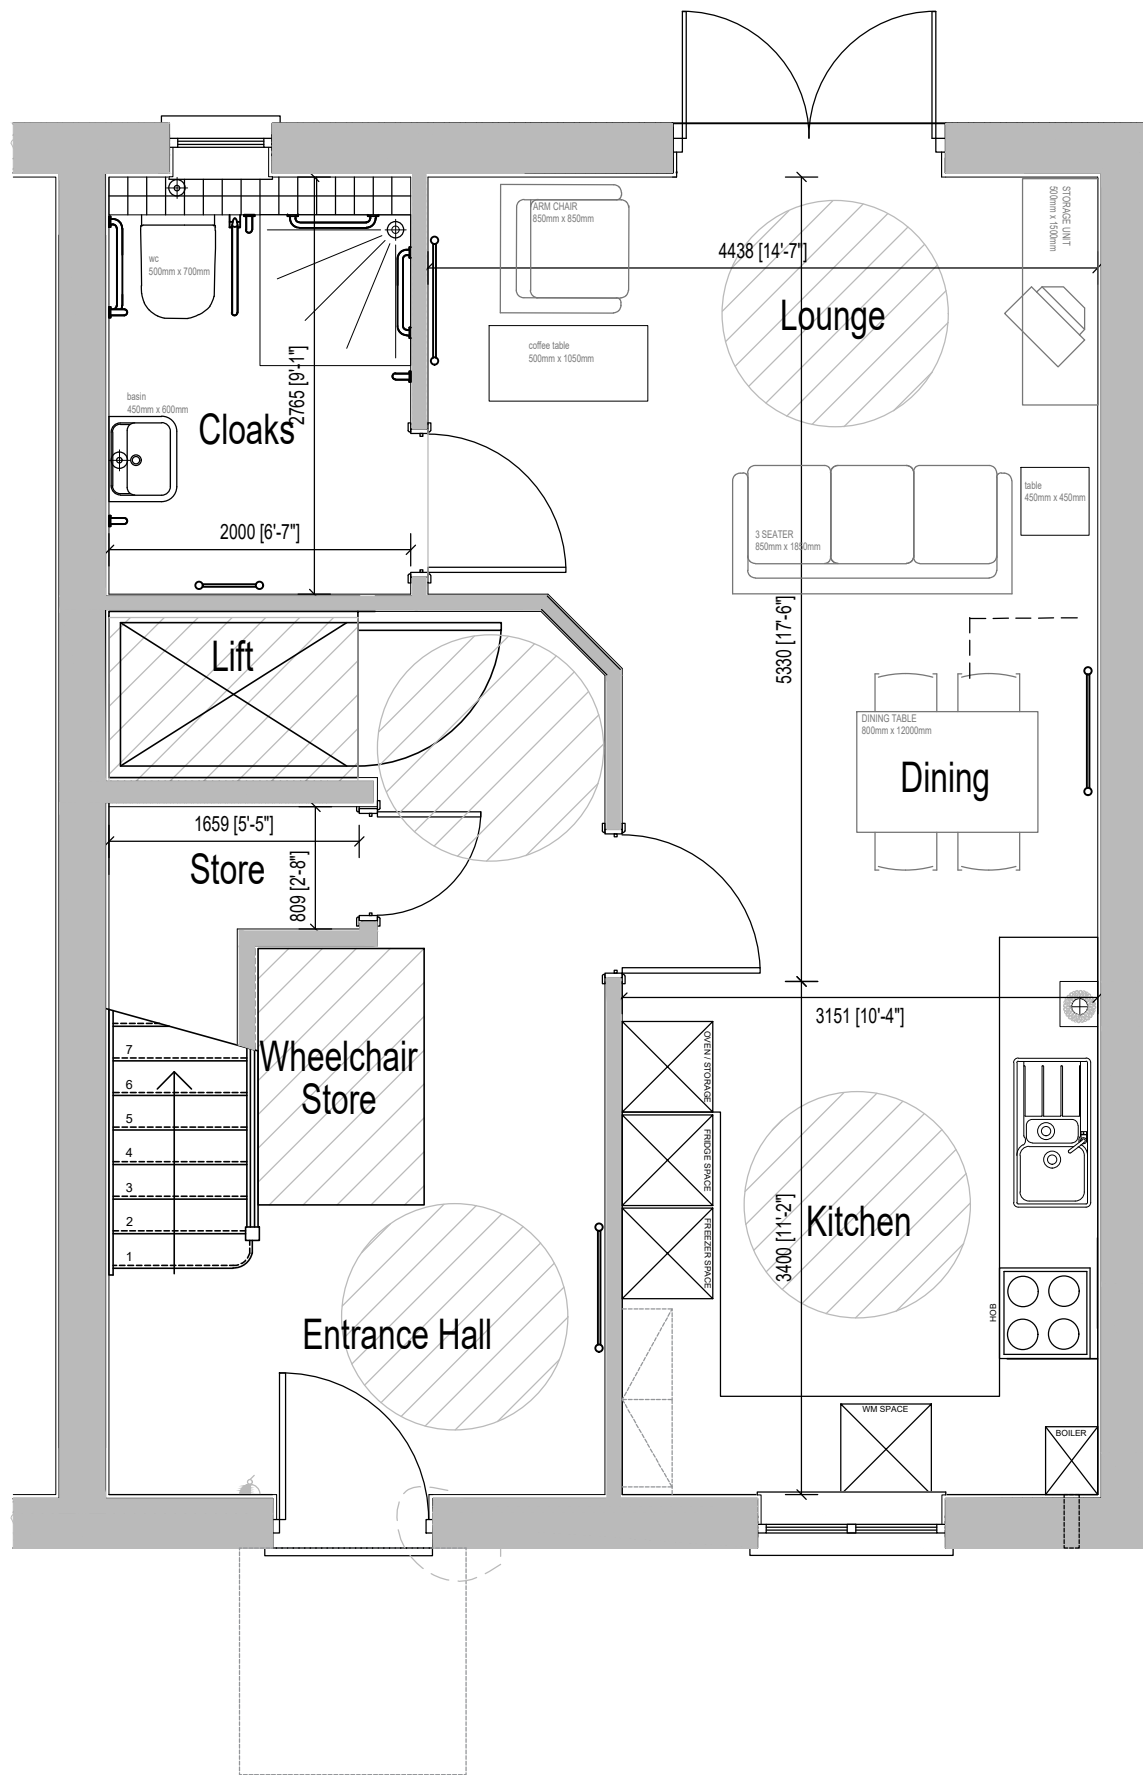 ARM CHAIR
850mm x 850mm
STORAGE UNIT
500mm x 1500mm
wc
500mm x 700mm
4438 [14'-7"]
Lounge
coffee table
500mm x 1050mm
2765 [9'-1"]
basin
450mm x 600mm
Cloaks
table
450mm x 450mm
2000 [6'-7"]
3 SEATER
850mm x 1850mm
5330 [17'-6"]
Lift
DINING TABLE
800mm x 12000mm
Dining
1659 [5'-5"]
Store
809 [2'-8"]
3151 [10'-4"]
Wheelchair
Store
OVEN / STORAGE
FRIDGE SPACE
FREEZER SPACE
7
6
5
4
3
2
1
3400 [11'-2"]
Kitchen
HOB
Entrance Hall
WM SPACE
BOILER